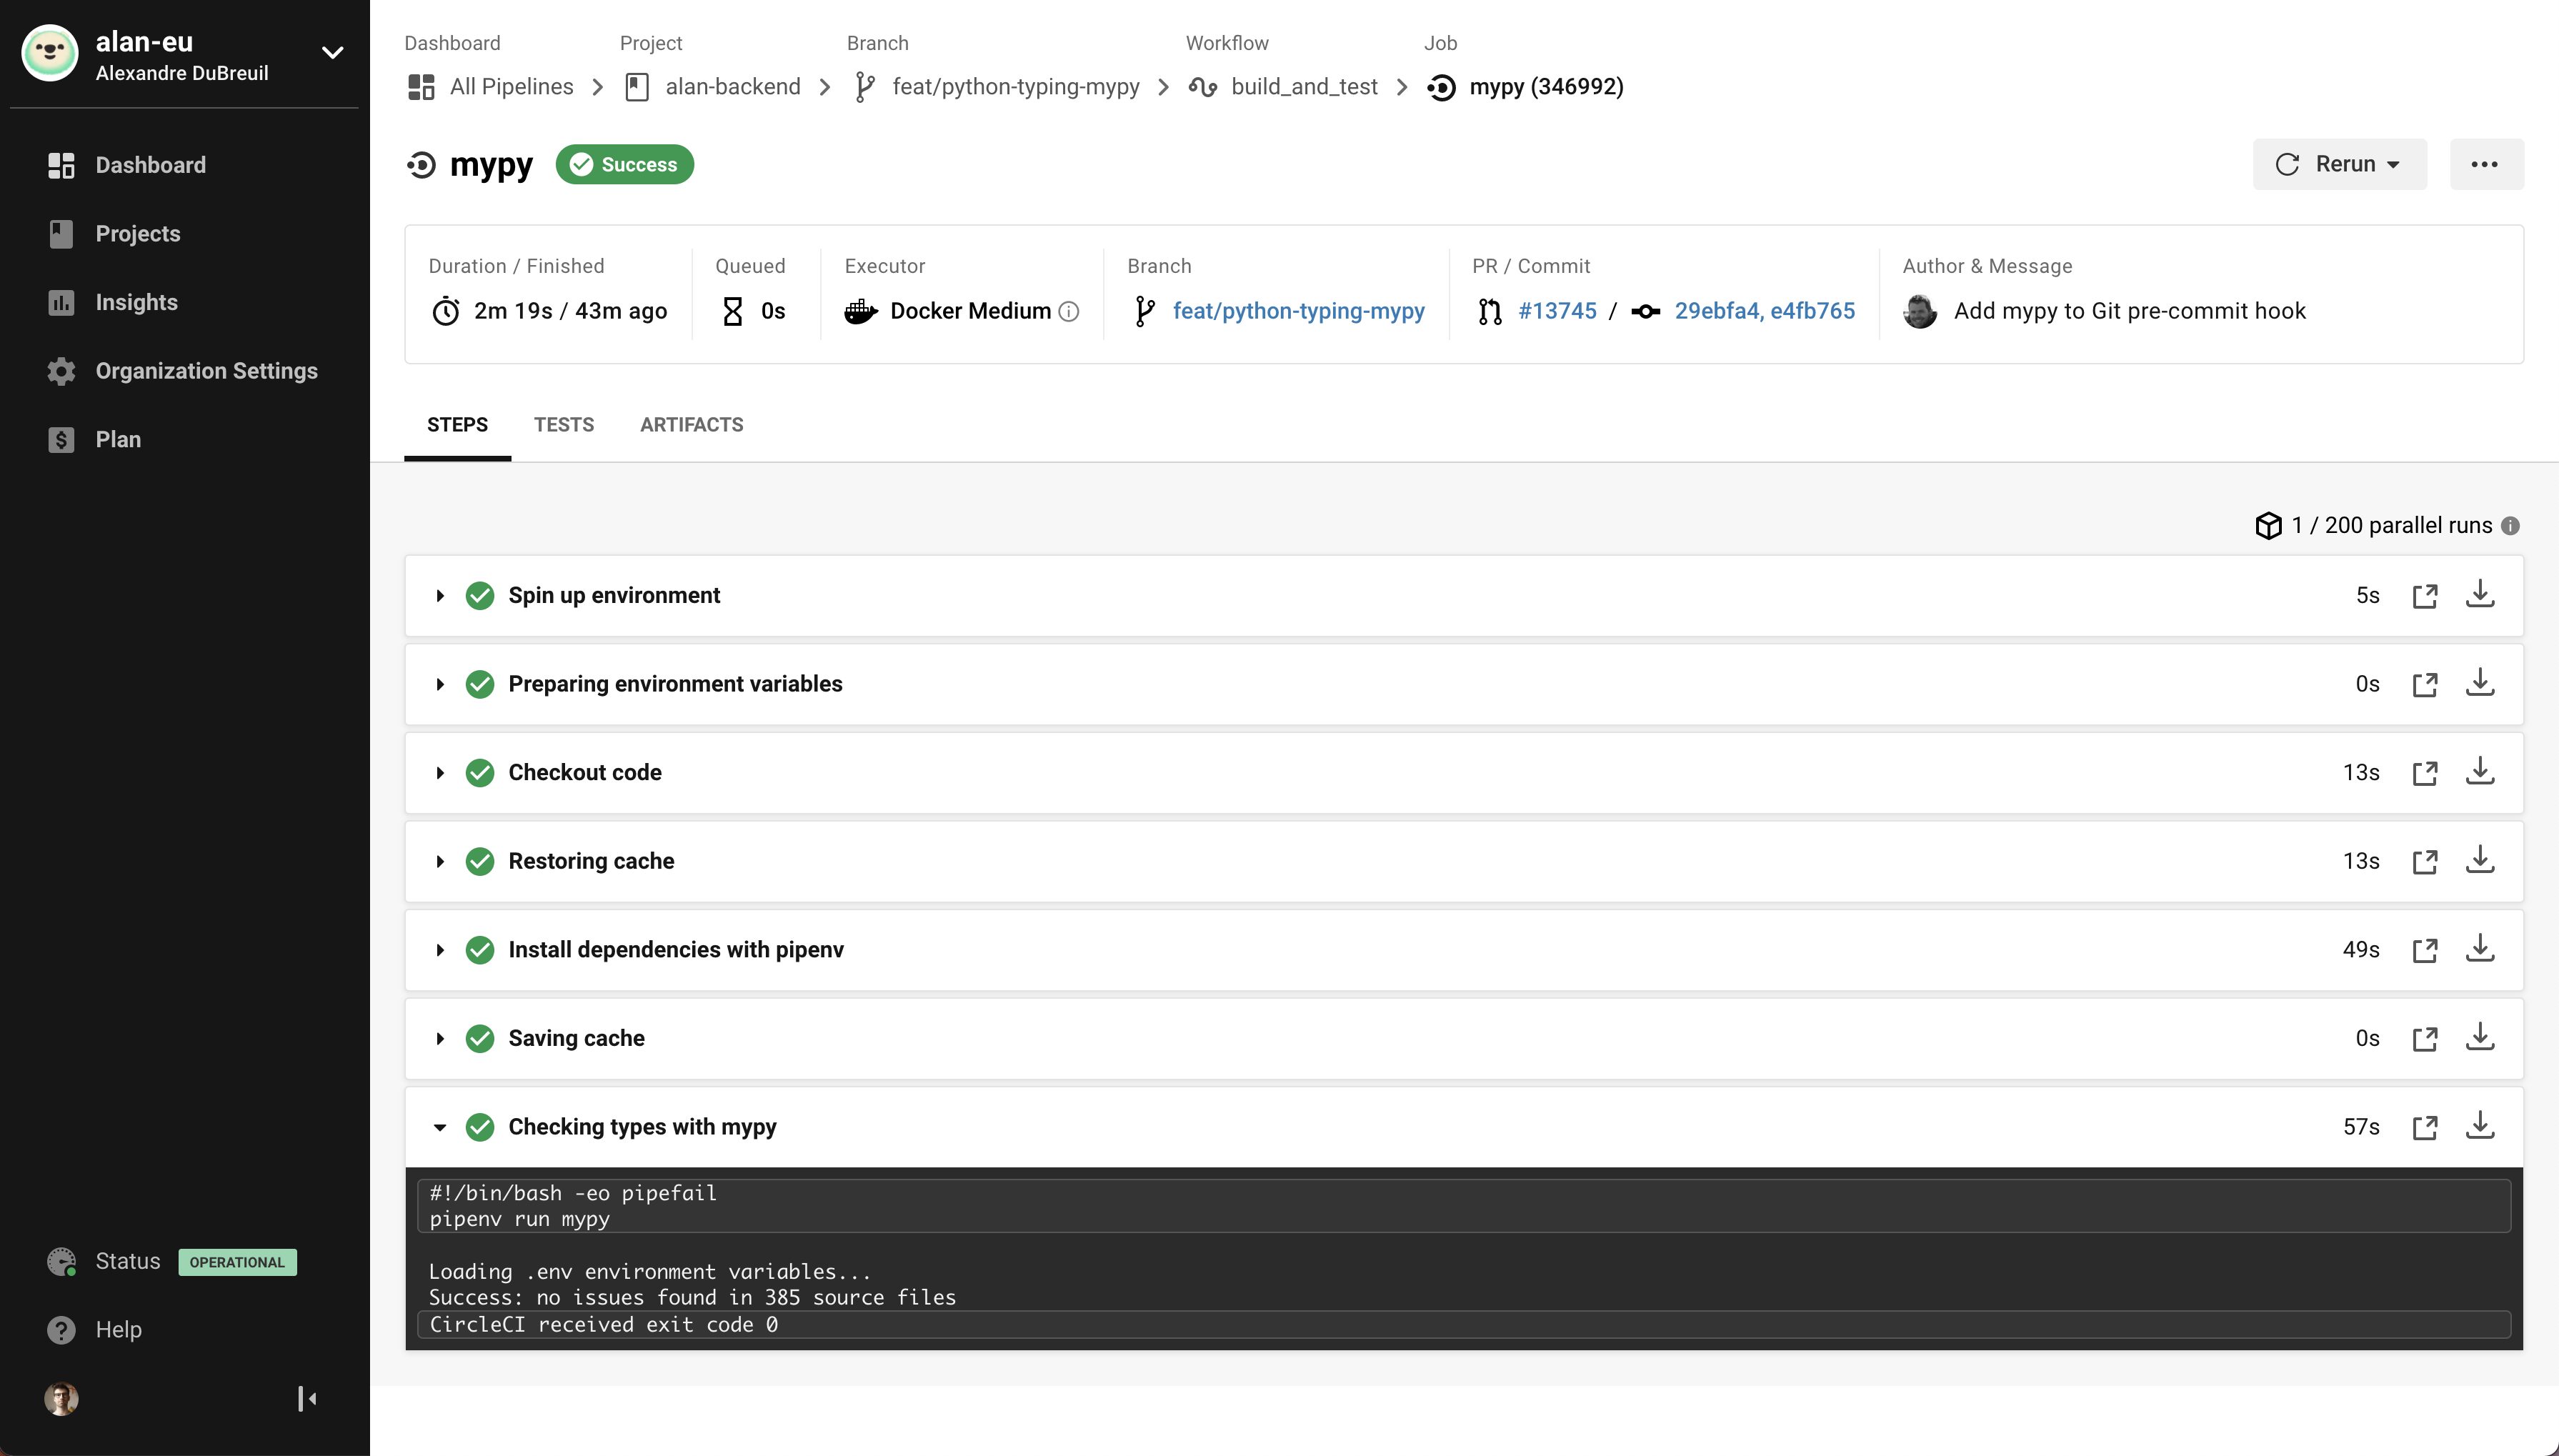 alan-eu
Alexandre DuBreuil
Dashboard
Projects
Insights
Organization Settings
Plan
Status OPERATIONAL
Help
Dashboard Project Branch Workflow Job
All Pipelines alan-backend feat/python-typing-mypy build_and_test mypy (346992)
mypy Success
Rerun
Duration / Finished Queued Executor Branch PR / Commit Author & Message
2m 19s / 43m ago 0s Docker Medium feat/python-typing-mypy #13745 / 29ebfa4, e4fb765 Add mypy to Git pre-commit hook
STEPS TESTS ARTIFACTS
1 / 200 parallel runs
Spin up environment 5s
Preparing environment variables 0s
Checkout code 13s
Restoring cache 13s
Install dependencies with pipenv 49s
Saving cache 0s
Checking types with mypy 57s
#!/bin/bash -eo pipefail
pipenv run mypy
Loading .env environment variables...
Success: no issues found in 385 source files
CircleCI received exit code 0